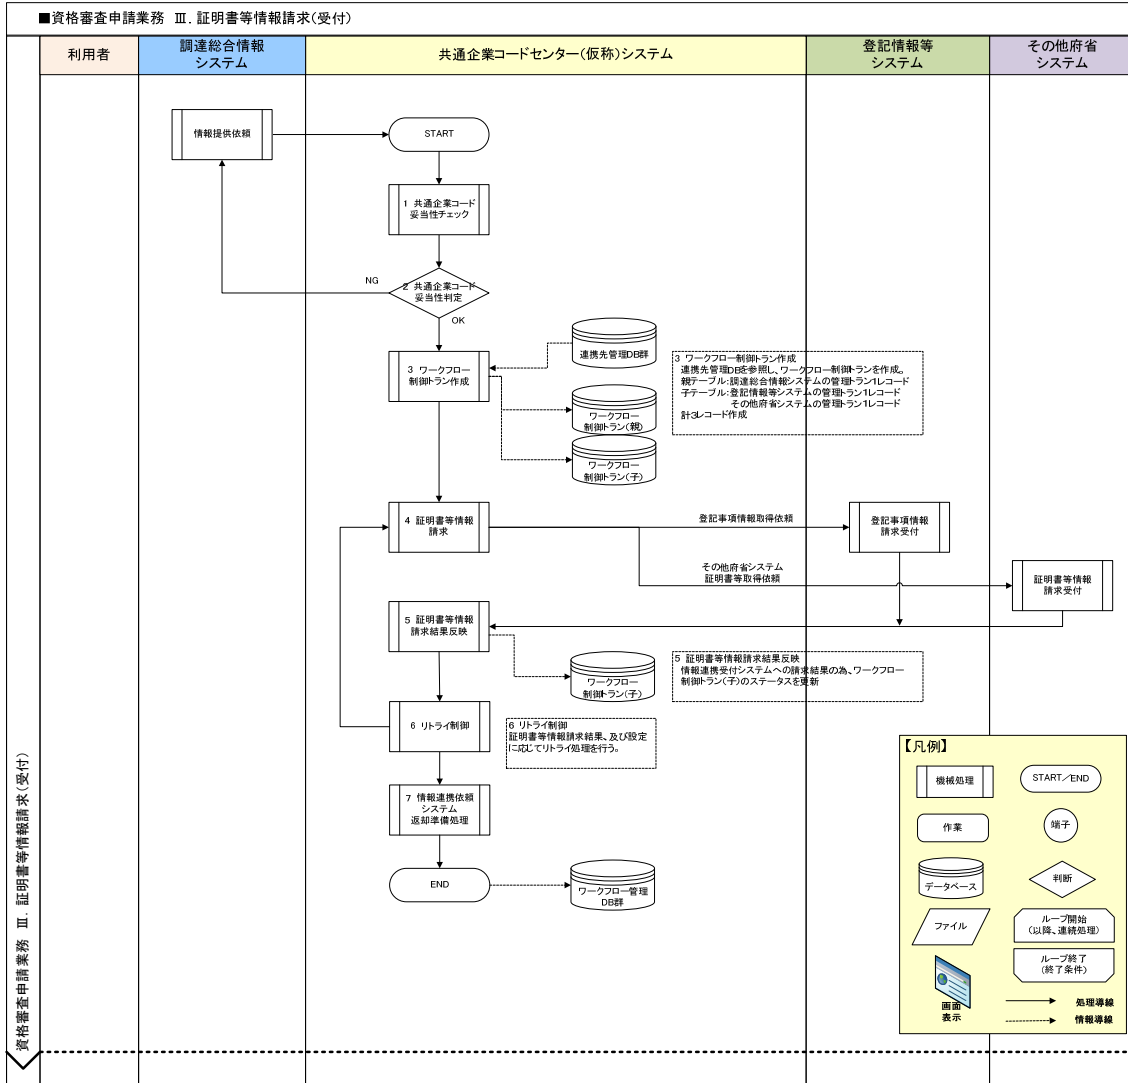 ■資格審査申請業務 Ⅲ．証明書等情報請求（受付）
利用者
調達総合情報
システム
共通企業コードセンター（仮称）システム
登記情報等
システム
その他府省
システム
情報提供依頼
START
1 共通企業コード
妥当性チェック
NG
2 共通企業コード
妥当性判定
OK
3 ワークフロー
制御トラン作成
連携先管理DB群
ワークフロー
制御トラン（親）
ワークフロー
制御トラン（子）
3 ワークフロー制御トラン作成
連携先管理DBを参照し、ワークフロー制御トランを作成。
親テーブル：調達総合情報システムの管理トラン1レコード
子テーブル：登記情報等システムの管理トラン1レコード
その他府省システムの管理トラン1レコード
計3レコード作成
4 証明書等情報
請求
登記事項情報取得依頼
登記事項情報
請求受付
その他府省システム
証明書等取得依頼
証明書等情報
請求受付
5 証明書等情報
請求結果反映
ワークフロー
制御トラン（子）
5 証明書等情報請求結果反映
情報連携受付システムへの請求結果の為、ワークフロー
制御トラン（子）のステータスを更新
6 リトライ制御
6 リトライ制御
証明書等情報請求結果、及び設定
に応じてリトライ処理を行う。
7 情報連携依頼
システム
返却準備処理
END
ワークフロー管理
DB群
【凡例】
機械処理
START／END
作業
端子
データベース
判断
ファイル
ループ開始
（以降、連続処理）
ループ終了
（終了条件）
画面
表示
処理導線
情報導線
資格審査申請業務 Ⅲ．証明書等情報請求（受付）